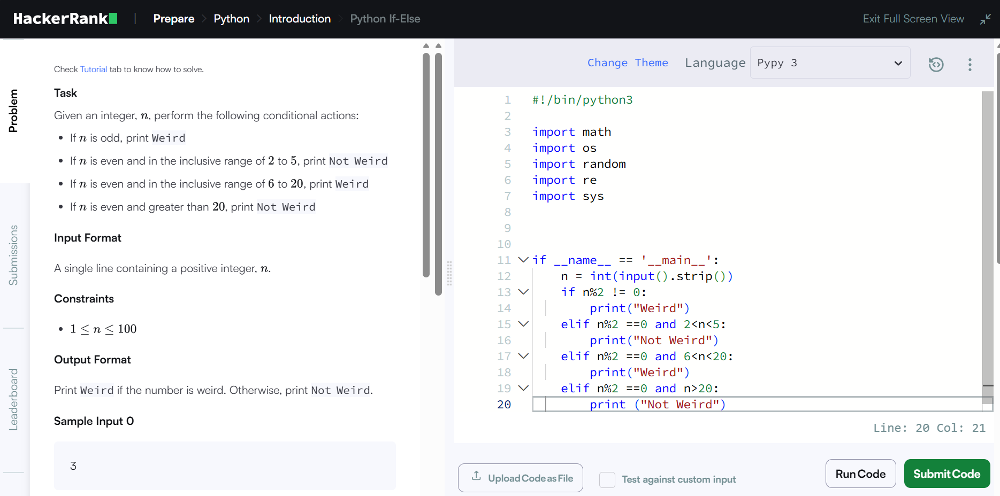 HackerRank | Prepare > Python > Introduction > Python If-Else
Exit Full Screen View
Problem
Submissions
Leaderboard
Check Tutorial tab to know how to solve.
Task
Given an integer, n, perform the following conditional actions:
• If n is odd, print Weird
• If n is even and in the inclusive range of 2 to 5, print Not Weird
• If n is even and in the inclusive range of 6 to 20, print Weird
• If n is even and greater than 20, print Not Weird
Input Format
A single line containing a positive integer, n.
Constraints
• 1 ≤ n ≤ 100
Output Format
Print Weird if the number is weird. Otherwise, print Not Weird.
Sample Input 0
3
Change Theme Language Pypy 3
1 #!/bin/python3
2
3 import math
4 import os
5 import random
6 import re
7 import sys
8
9
10
11 if __name__ == '__main__':
12     n = int(input().strip())
13     if n%2 != 0:
14         print("Weird")
15     elif n%2 ==0 and 2<n<5:
16         print("Not Weird")
17     elif n%2 ==0 and 6<n<20:
18         print("Weird")
19     elif n%2 ==0 and n>20:
20         print ("Not Weird")
Line: 20 Col: 21
Upload Code as File
Test against custom input
Run Code
Submit Code